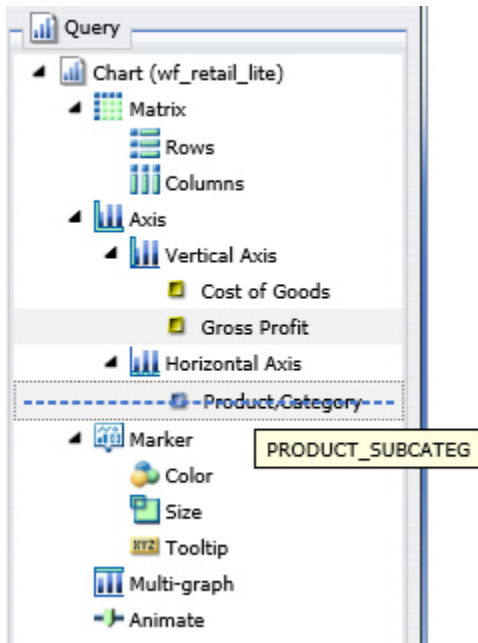 Query
Chart (wf_retail_lite)
Matrix
Rows
Columns
Axis
Vertical Axis
Cost of Goods
Gross Profit
Horizontal Axis
Product,Category
Marker
PRODUCT_SUBCATEG
Color
Size
XYZ Tooltip
Multi-graph
Animate